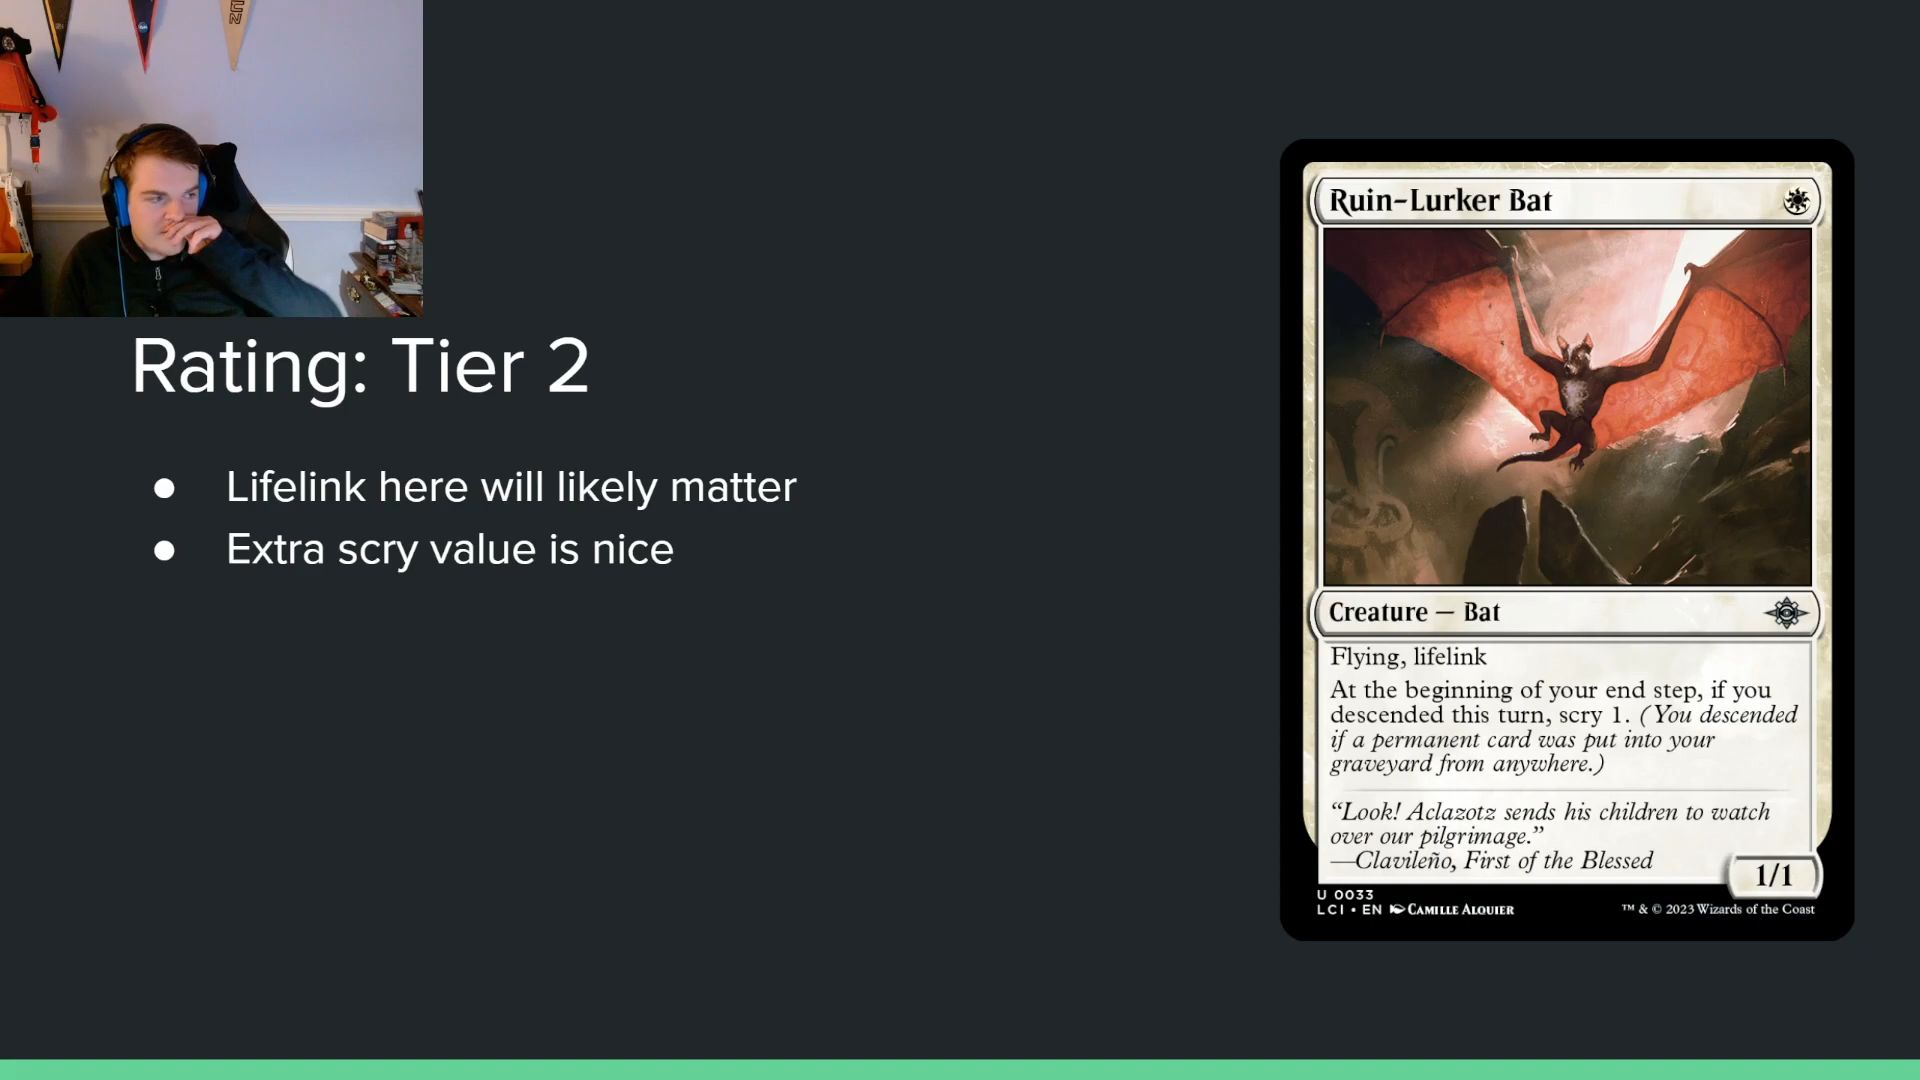 Rating: Tier 2
● Lifelink here will likely matter
● Extra scry value is nice
Ruin-Lurker Bat
Creature — Bat
Flying, lifelink
At the beginning of your end step, if you
descended this turn, scry 1. (You descended
if a permanent card was put into your
graveyard from anywhere.)
“Look! Aclazotz sends his children to watch
over our pilgrimage.”
—Clavileño, First of the Blessed
1/1
U 0033
LCI • EN CAMILLE ALQUIER
™ & © 2023 Wizards of the Coast